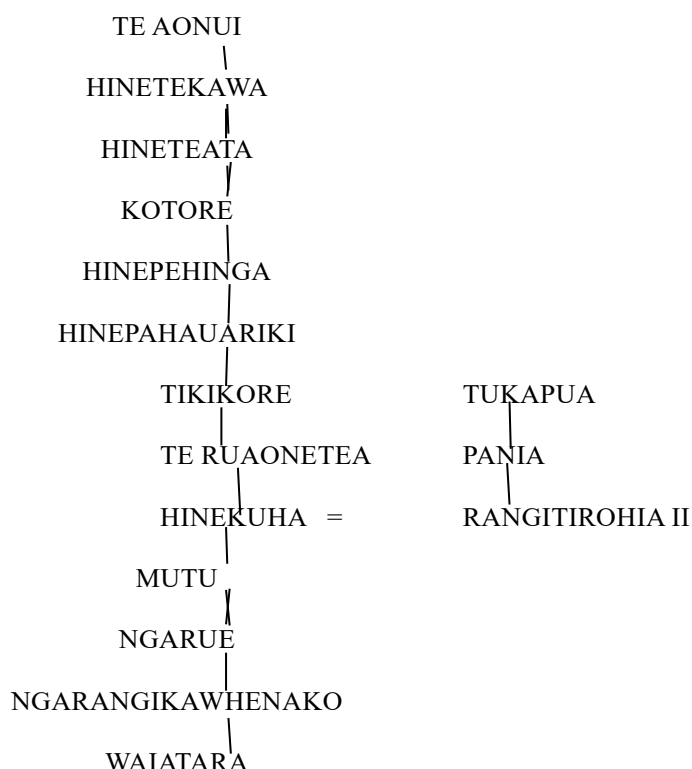 TE AONUI
HINETEKAWA
HINETEATA
KOTORE
HINEPEHINGA
HINEPAHAUARIKI
TIKIKORE TUKAPUA
TE RUAONETEA PANIA
HINEKUHA = RANGITIROHIA II
MUTU
NGARUE
NGARANGIKAWHENAKO
WAIATARA